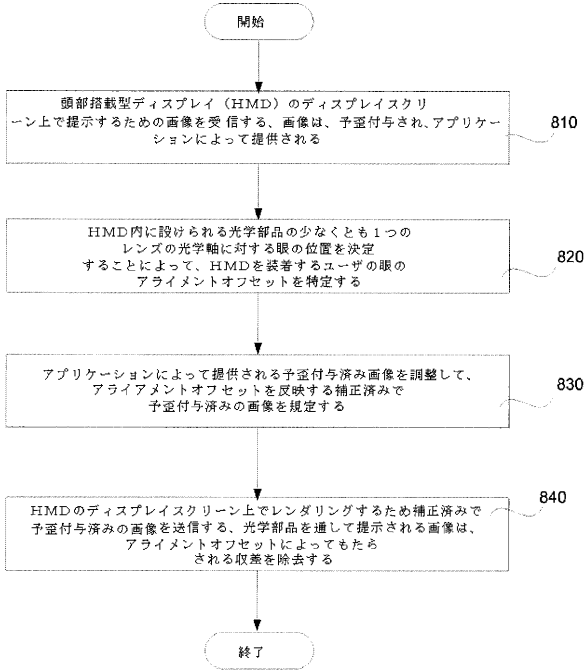 開始
頭部搭載型ディスプレイ（HMD）のディスプレイスクリ
ーン上で提示するための画像を受信する、画像は、予歪付与され、アプリケー
ションによって提供される
810
HMD内に設けられる光学部品の少なくとも1つの
レンズの光学軸に対する眼の位置を決定
することによって、HMDを装着するユーザの眼の
アライメントオフセットを特定する
820
アプリケーションによって提供される予歪付与済み画像を調整して、
アライアメントオフセットを反映する補正済みで
予歪付与済みの画像を規定する
830
HMDのディスプレイスクリーン上でレンダリングするため補正済みで
予歪付与済みの画像を送信する、光学部品を通して提示される画像は、
アライメントオフセットによってもたら
される収差を除去する
840
終了